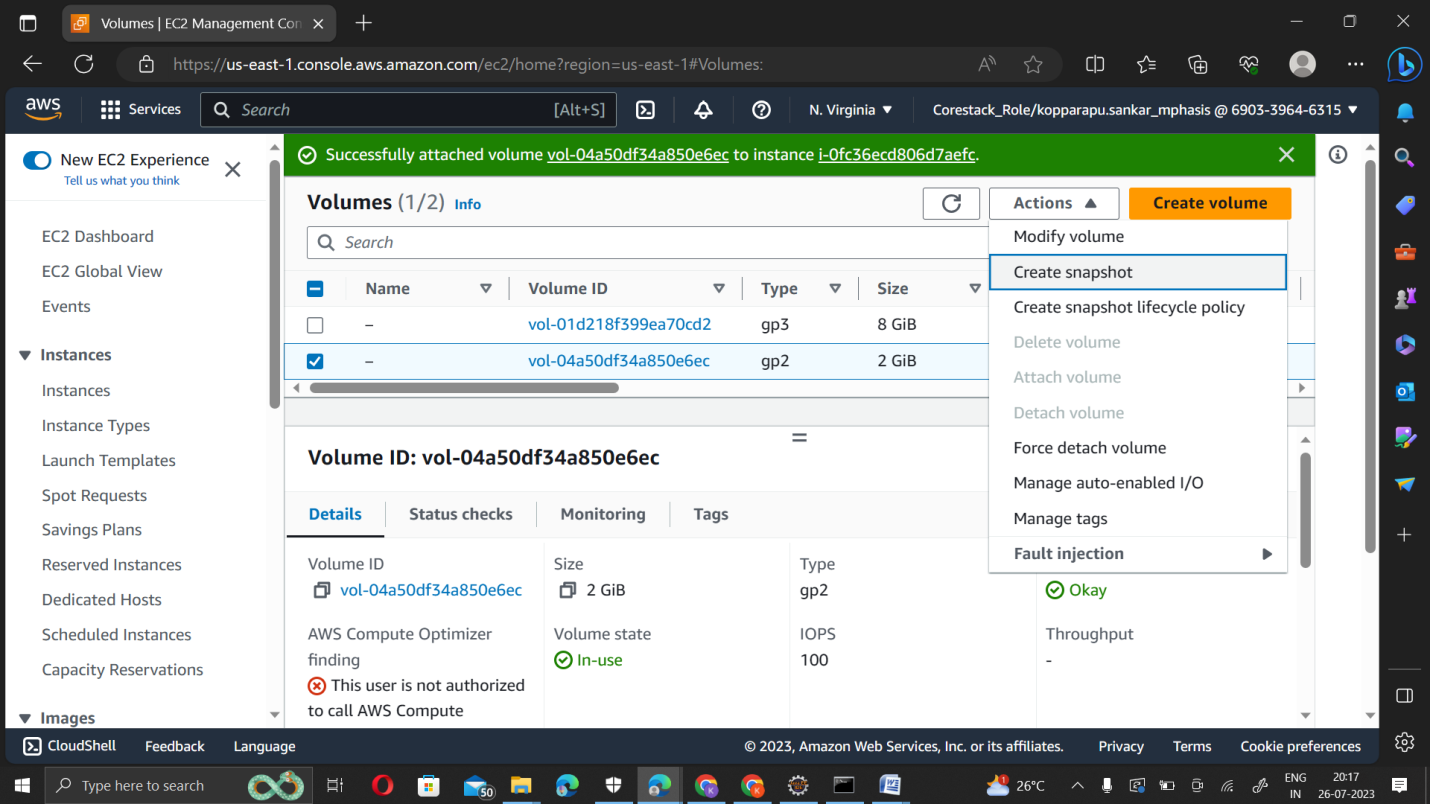 Volumes | EC2 Management Con
https://us-east-1.console.aws.amazon.com/ec2/home?region=us-east-1#Volumes:
aws
Services
Search
[Alt+S]
N. Virginia
Corestack_Role/kopparapu.sankar_mphasis @ 6903-3964-6315
New EC2 Experience
Tell us what you think
EC2 Dashboard
EC2 Global View
Events
Instances
Instances
Instance Types
Launch Templates
Spot Requests
Savings Plans
Reserved Instances
Dedicated Hosts
Scheduled Instances
Capacity Reservations
Images
Successfully attached volume vol-04a50df34a850e6ec to instance i-0fc36ecd806d7aefc.
Volumes (1/2) Info
Actions
Create volume
Search
Name
Volume ID
Type
Size
– vol-01d218f399ea70cd2 gp3 8 GiB
– vol-04a50df34a850e6ec gp2 2 GiB
Modify volume
Create snapshot
Create snapshot lifecycle policy
Delete volume
Attach volume
Detach volume
Force detach volume
Manage auto-enabled I/O
Manage tags
Fault injection
Volume ID: vol-04a50df34a850e6ec
Details
Status checks
Monitoring
Tags
Volume ID
vol-04a50df34a850e6ec
Size
2 GiB
Type
gp2
Okay
AWS Compute Optimizer
finding
This user is not authorized
to call AWS Compute
Volume state
In-use
IOPS
100
Throughput
-
CloudShell
Feedback
Language
© 2023, Amazon Web Services, Inc. or its affiliates.
Privacy
Terms
Cookie preferences
Type here to search
50
1
26°C
ENG
IN
20:17
26-07-2023